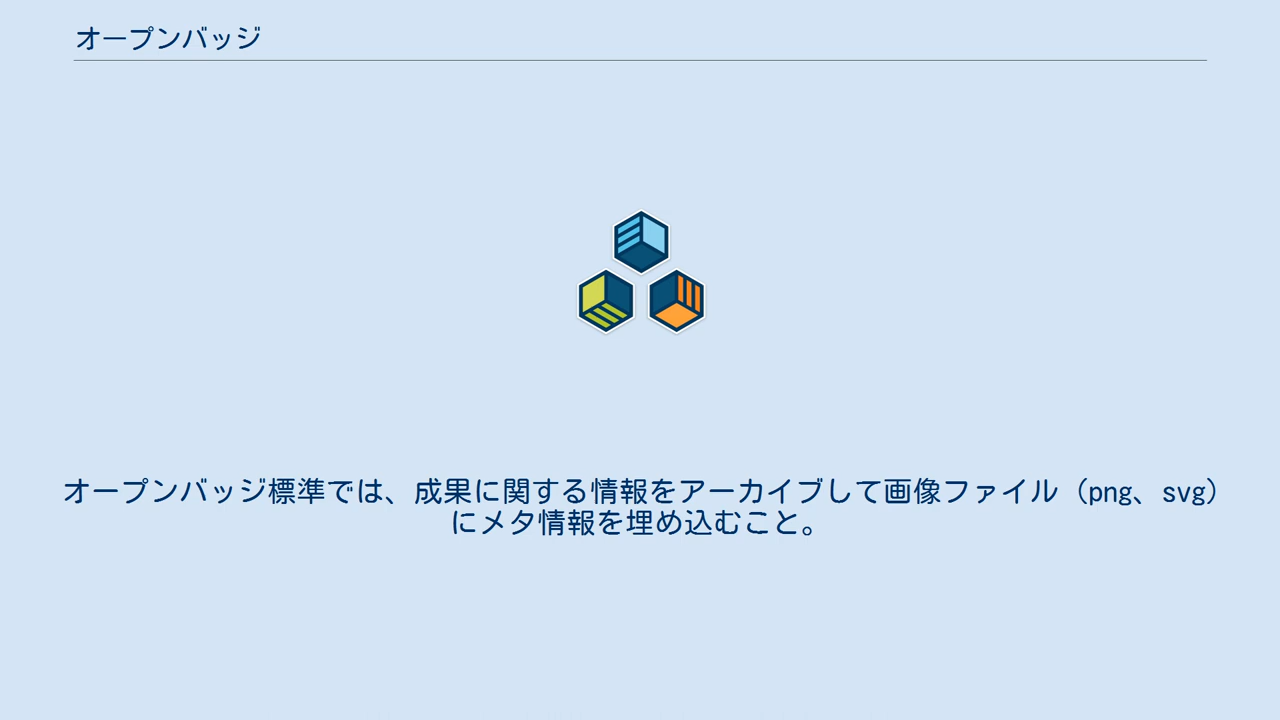 オープンバッジ
オープンバッジ標準では、成果に関する情報をアーカイブして画像ファイル（png、svg）
にメタ情報を埋め込むこと。